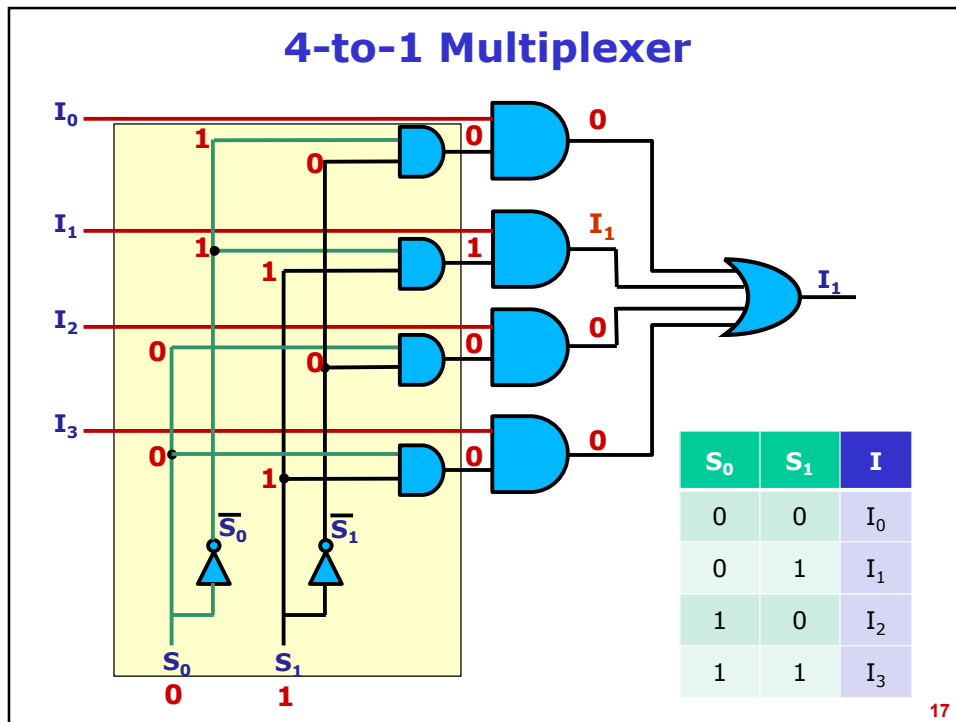 4-to-1 Multiplexer
I₀
1
0
0
0
I₁
1
1
1
I₁
I₁
I₂
0
0
0
0
I₃
0
1
0
0
S̅₀
S̅₁
S₀
S₁
0
1
S₀ S₁ I
0 0 I₀
0 1 I₁
1 0 I₂
1 1 I₃
17